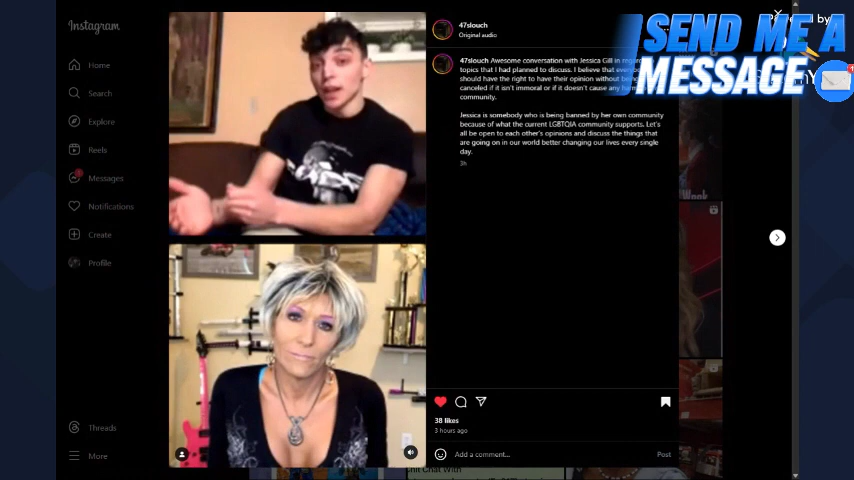 Instagram
Home
Search
Explore
Reels
Messages
Notifications
Create
Profile
Threads
More
47slouch
Original audio
47slouch Awesome conversation with Jessica Gill in
topics that I had planned to discuss. I believe that
should have the right to have their opinion without
canceled if it isn't immoral or if it doesn't cause any
community.
Jessica is somebody who is being banned by her own community
because of what the current LGBTQIA community supports. Let's
all be open to each other's opinions and discuss the things that
are going on in our world better changing our lives every single
day.
3h
38 likes
3 hours ago
Add a comment...
Post
SEND ME A
MESSAGE
by
Week
Chit Chat With